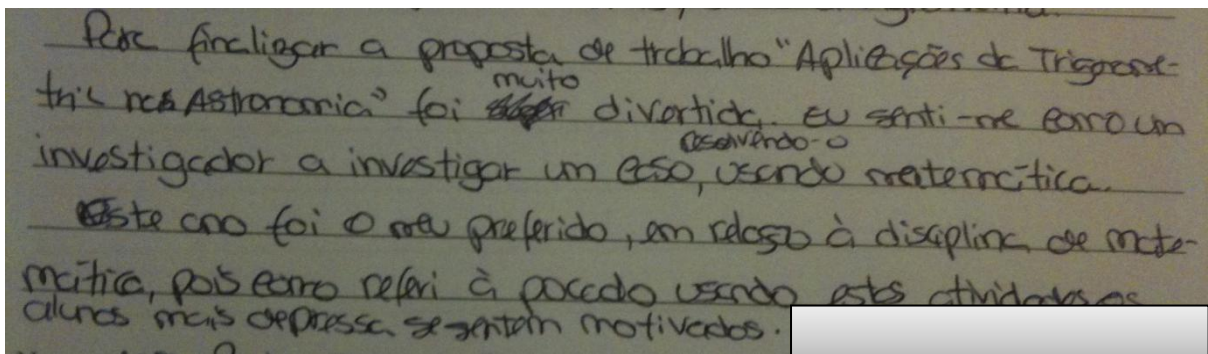 Para finalizar a proposta de trabalho "Aplicações da Trigonome-
tria na Astronomia" foi muito divertida. Eu senti-me como um
investigador a investigar um caso, resolvendo-o usando matemática.
Este ano foi o meu preferido, em relação à disciplina de mate-
mática, pois como referi à pocado usando estas atividades os
alunos mais depressa se sentem motivados.